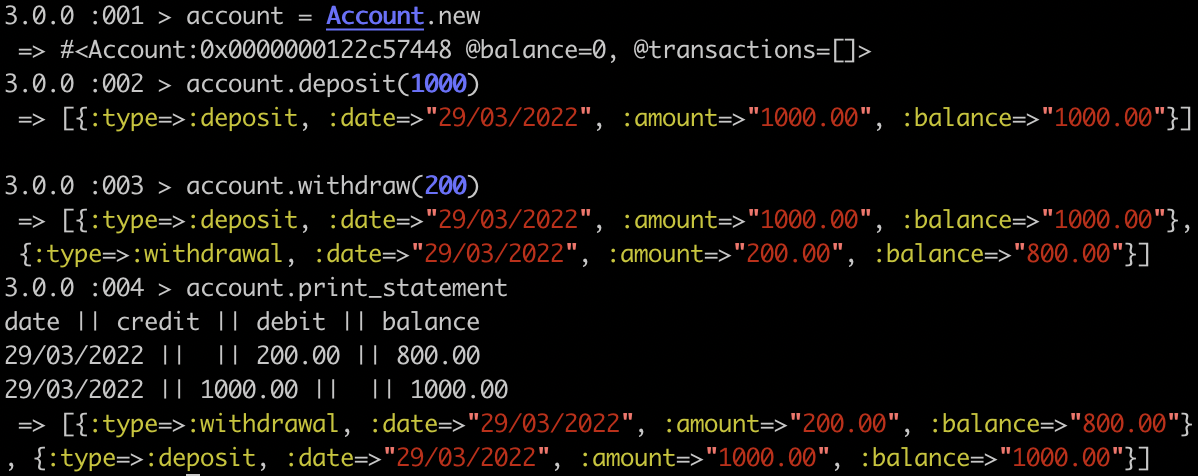 3.0.0 :001 > account = Account.new
 => #<Account:0x0000000122c57448 @balance=0, @transactions=[]>
3.0.0 :002 > account.deposit(1000)
 => [{:type=>:deposit, :date=>"29/03/2022", :amount=>"1000.00", :balance=>"1000.00"}]
3.0.0 :003 > account.withdraw(200)
 => [{:type=>:deposit, :date=>"29/03/2022", :amount=>"1000.00", :balance=>"1000.00"},
 {:type=>:withdrawal, :date=>"29/03/2022", :amount=>"200.00", :balance=>"800.00"}]
3.0.0 :004 > account.print_statement
date || credit || debit || balance
29/03/2022 ||  || 200.00 || 800.00
29/03/2022 || 1000.00 ||  || 1000.00
 => [{:type=>:withdrawal, :date=>"29/03/2022", :amount=>"200.00", :balance=>"800.00"}
, {:type=>:deposit, :date=>"29/03/2022", :amount=>"1000.00", :balance=>"1000.00"}]